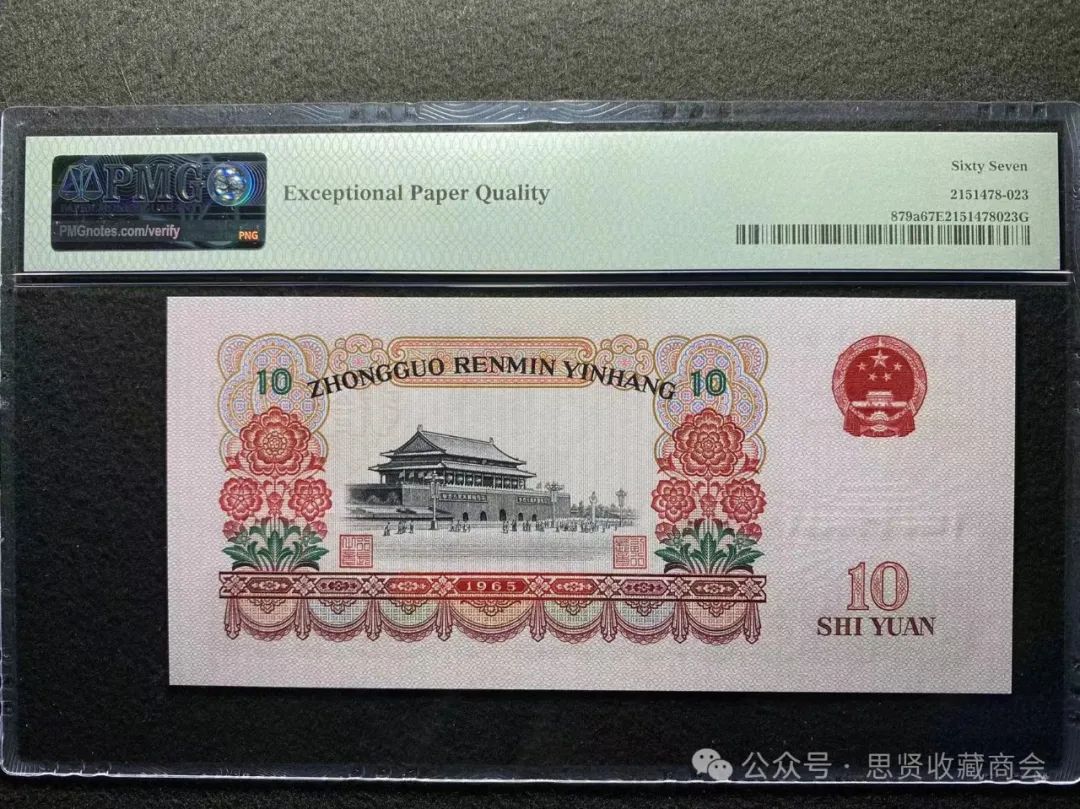 PMG
PMGnotes.com/verify
PNG
Exceptional Paper Quality
Sixty Seven
2151478-023
879a67E2151478023G
10
ZHONGGUO RENMIN YINHANG
10
1965
10
SHI YUAN
公众号·思贤收藏商会